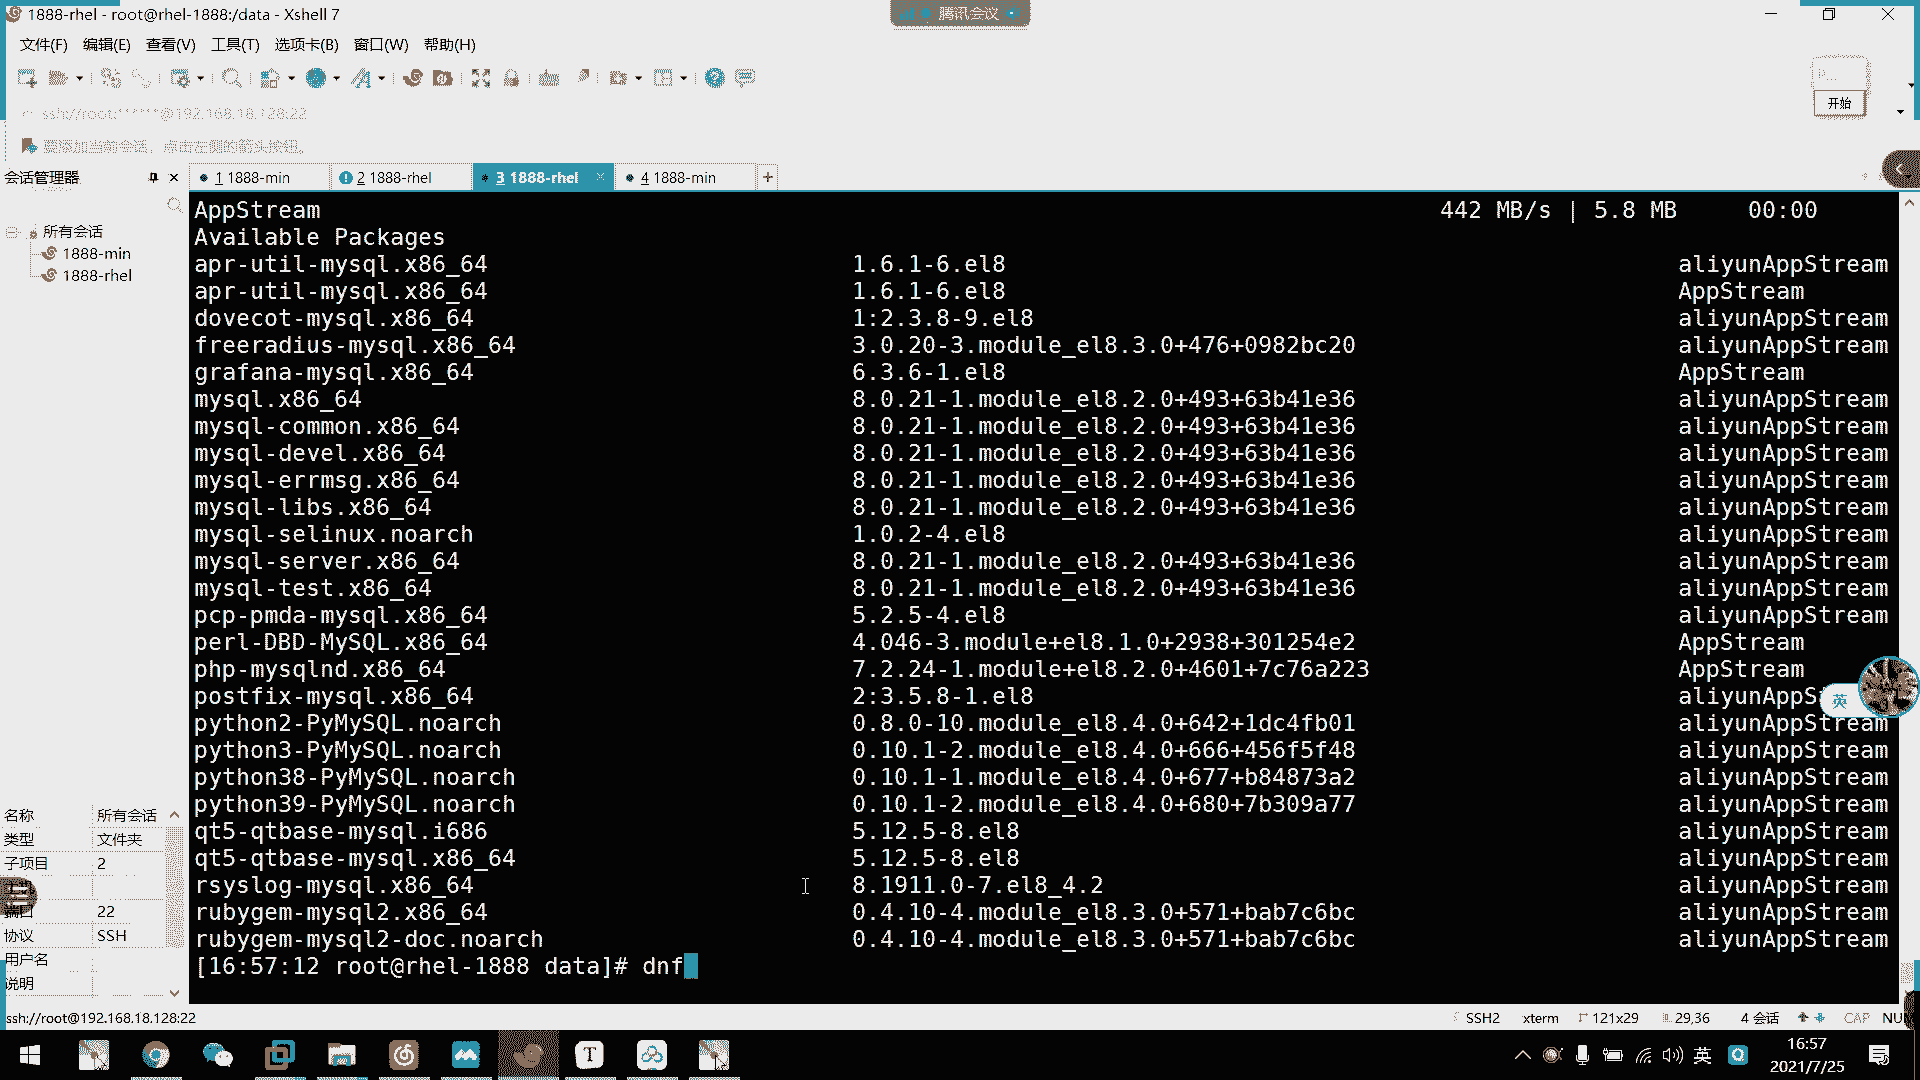 1888-rhel - root@rhel-1888:/data - Xshell 7
腾讯会议
文件(F) 编辑(E) 查看(V) 工具(T) 选项卡(B) 窗口(W) 帮助(H)
ssh://root:******@192.168.18.128:22
开始
要添加当前会话，点击左侧的箭头按钮。
会话管理器
1 1888-min
2 1888-rhel
3 1888-rhel
4 1888-min
所有会话
1888-min
1888-rhel
AppStream 442 MB/s | 5.8 MB 00:00
Available Packages
apr-util-mysql.x86_64 1.6.1-6.el8 aliyunAppStream
apr-util-mysql.x86_64 1.6.1-6.el8 AppStream
dovecot-mysql.x86_64 1:2.3.8-9.el8 aliyunAppStream
freeradius-mysql.x86_64 3.0.20-3.module_el8.3.0+476+0982bc20 aliyunAppStream
grafana-mysql.x86_64 6.3.6-1.el8 AppStream
mysql.x86_64 8.0.21-1.module_el8.2.0+493+63b41e36 aliyunAppStream
mysql-common.x86_64 8.0.21-1.module_el8.2.0+493+63b41e36 aliyunAppStream
mysql-devel.x86_64 8.0.21-1.module_el8.2.0+493+63b41e36 aliyunAppStream
mysql-errmsg.x86_64 8.0.21-1.module_el8.2.0+493+63b41e36 aliyunAppStream
mysql-libs.x86_64 8.0.21-1.module_el8.2.0+493+63b41e36 aliyunAppStream
mysql-selinux.noarch 1.0.2-4.el8 aliyunAppStream
mysql-server.x86_64 8.0.21-1.module_el8.2.0+493+63b41e36 aliyunAppStream
mysql-test.x86_64 8.0.21-1.module_el8.2.0+493+63b41e36 aliyunAppStream
pcp-pmda-mysql.x86_64 5.2.5-4.el8 aliyunAppStream
perl-DBD-MySQL.x86_64 4.046-3.module+el8.1.0+2938+301254e2 AppStream
php-mysqlnd.x86_64 7.2.24-1.module+el8.2.0+4601+7c76a223 AppStream
postfix-mysql.x86_64 2:3.5.8-1.el8 aliyunAppS
英
python2-PyMySQL.noarch 0.8.0-10.module_el8.4.0+642+1dc4fb01 aliyunAppStream
python3-PyMySQL.noarch 0.10.1-2.module_el8.4.0+666+456f5f48 aliyunAppStream
python38-PyMySQL.noarch 0.10.1-1.module_el8.4.0+677+b84873a2 aliyunAppStream
python39-PyMySQL.noarch 0.10.1-2.module_el8.4.0+680+7b309a77 aliyunAppStream
qt5-qtbase-mysql.i686 5.12.5-8.el8 aliyunAppStream
qt5-qtbase-mysql.x86_64 5.12.5-8.el8 aliyunAppStream
rsyslog-mysql.x86_64 8.1911.0-7.el8_4.2 aliyunAppStream
rubygem-mysql2.x86_64 0.4.10-4.module_el8.3.0+571+bab7c6bc aliyunAppStream
rubygem-mysql2-doc.noarch 0.4.10-4.module_el8.3.0+571+bab7c6bc aliyunAppStream
[16:57:12 root@rhel-1888 data]# dnf
名称 所有会话
类型 文件夹
子项目 2
端口 22
协议 SSH
用户名
说明
ssh://root@192.168.18.128:22
SSH2 xterm 121x29 29,36 4 会话 CAP NU
英
16:57
2021/7/25